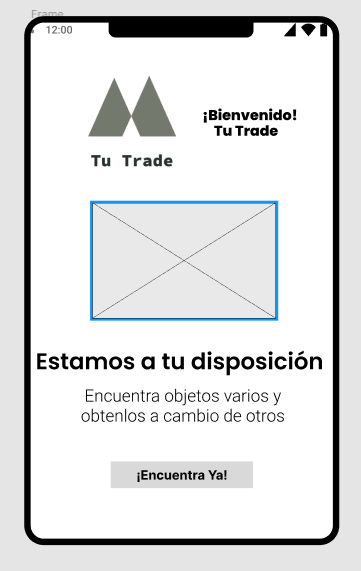 Frame
12:00
¡Bienvenido!
Tu Trade
Tu Trade
Estamos a tu disposición
Encuentra objetos varios y
obtenlos a cambio de otros
¡Encuentra Ya!